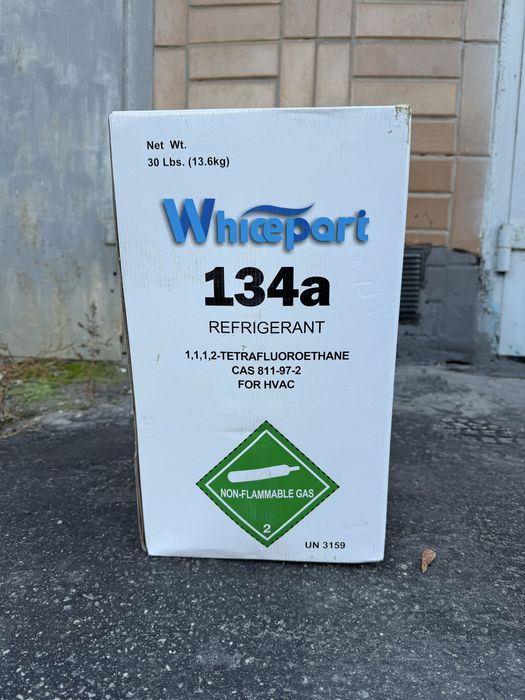 Net Wt.
30 Lbs. (13.6kg)
Whicepart
134a
REFRIGERANT
1,1,1,2-TETRAFLUOROETHANE
CAS 811-97-2
FOR HVAC
NON-FLAMMABLE GAS
2
UN 3159